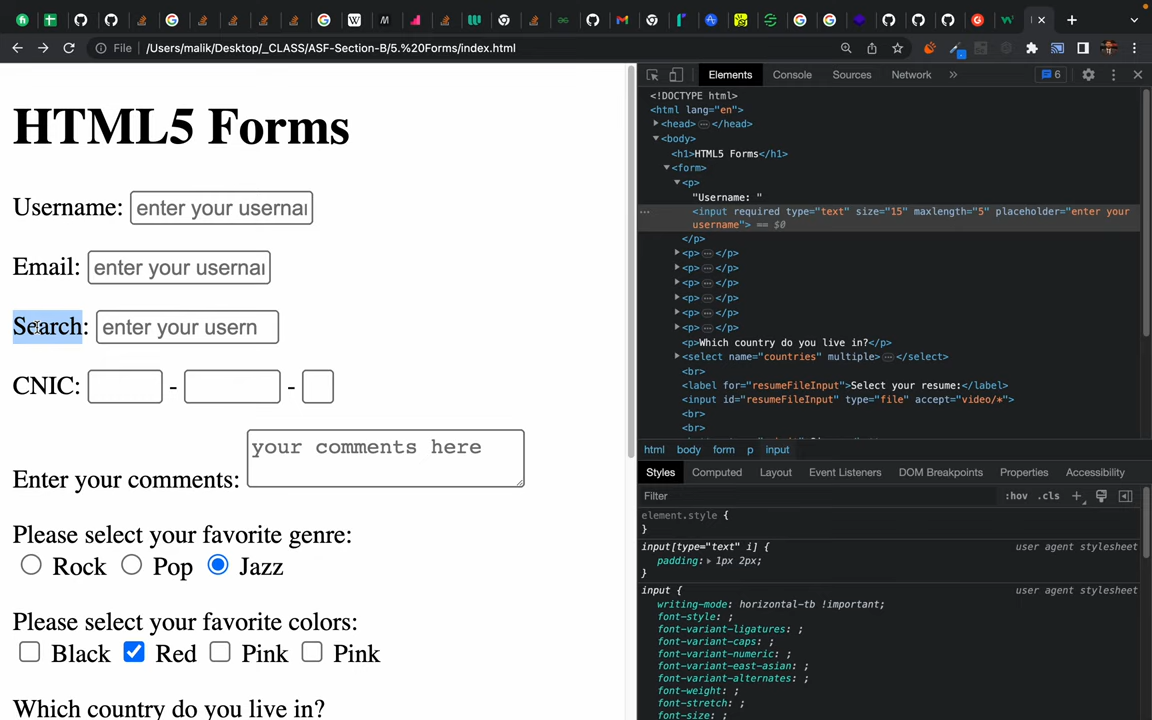 File
/Users/malik/Desktop/_CLASS/ASF-Section-B/5.%20Forms/index.html
HTML5 Forms
Username: enter your usernar
Email: enter your usernar
Search: enter your usern
CNIC: - -
your comments here
Enter your comments:
Please select your favorite genre:
Rock Pop Jazz
Please select your favorite colors:
Black Red Pink Pink
Which country do you live in?
Elements Console Sources Network » 6
<!DOCTYPE html>
<html lang="en">
<head> ⋯ </head>
<body>
<h1>HTML5 Forms</h1>
<form>
<p>
"Username: "
<input required type="text" size="15" maxlength="5" placeholder="enter your
username"> == $0
</p>
<p> ⋯ </p>
<p> ⋯ </p>
<p> ⋯ </p>
<p> ⋯ </p>
<p> ⋯ </p>
<p> ⋯ </p>
<p>Which country do you live in?</p>
<select name="countries" multiple> ⋯ </select>
<br>
<label for="resumeFileInput">Select your resume:</label>
<input id="resumeFileInput" type="file" accept="video/*">
<br>
<br>
html body form p input
Styles Computed Layout Event Listeners DOM Breakpoints Properties Accessibility
Filter :hov .cls +
element.style {
}
input[type="text" i] { user agent stylesheet
padding: 1px 2px;
}
input { user agent stylesheet
writing-mode: horizontal-tb !important;
font-style: ;
font-variant-ligatures: ;
font-variant-caps: ;
font-variant-numeric: ;
font-variant-east-asian: ;
font-variant-alternates: ;
font-weight: ;
font-stretch: ;
font-size: ;